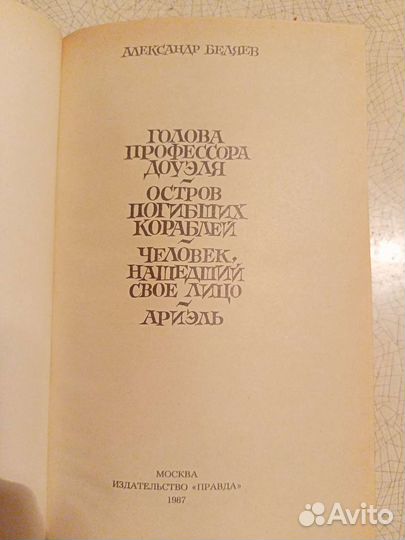 АЛЕКСАНДР БЕЛЯЕВ
ГОЛОВА
ПРОФЕССОРА
ДОУЭЛЯ
~
ОСТРОВ
ПОГИБШИХ
КОРАБЛЕЙ
~
ЧЕЛОВЕК,
НАШЕДШИЙ
СВОЕ ЛИЦО
~
АРИЭЛЬ
МОСКВА
ИЗДАТЕЛЬСТВО «ПРАВДА»
1987
Avito